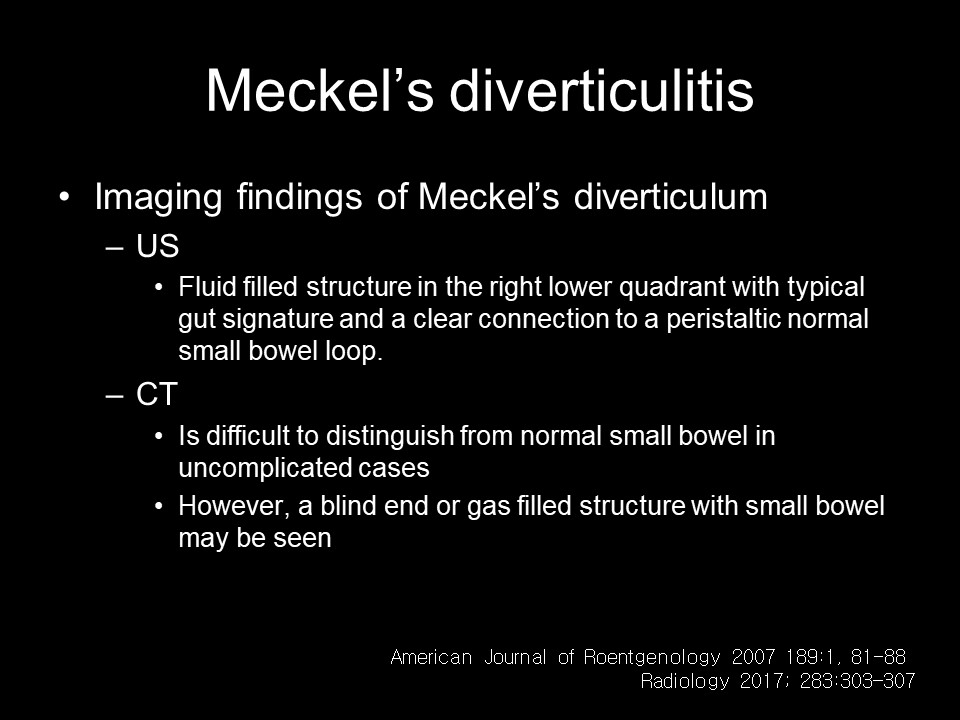 Meckel’s diverticulitis
• Imaging findings of Meckel’s diverticulum
– US
• Fluid filled structure in the right lower quadrant with typical
gut signature and a clear connection to a peristaltic normal
small bowel loop.
– CT
• Is difficult to distinguish from normal small bowel in
uncomplicated cases
• However, a blind end or gas filled structure with small bowel
may be seen
American Journal of Roentgenology 2007 189:1, 81-88
Radiology 2017; 283:303-307